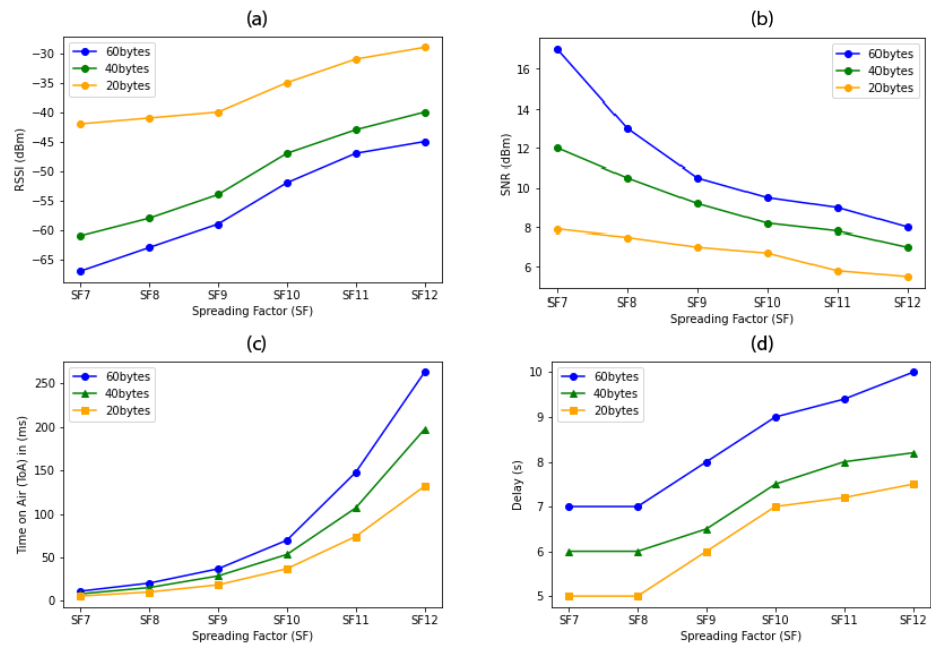 (a)
60bytes
40bytes
20bytes
−30
−35
−40
−45
−50
−55
−60
−65
RSSI (dBm)
SF7 SF8 SF9 SF10 SF11 SF12
Spreading Factor (SF)
(b)
60bytes
40bytes
20bytes
16
14
12
10
8
6
SNR (dBm)
SF7 SF8 SF9 SF10 SF11 SF12
Spreading Factor (SF)
(c)
60bytes
40bytes
20bytes
250
200
150
100
50
0
Time on Air (ToA) in (ms)
SF7 SF8 SF9 SF10 SF11 SF12
Spreading Factor (SF)
(d)
60bytes
40bytes
20bytes
10
9
8
7
6
5
Delay (s)
SF7 SF8 SF9 SF10 SF11 SF12
Spreading Factor (SF)